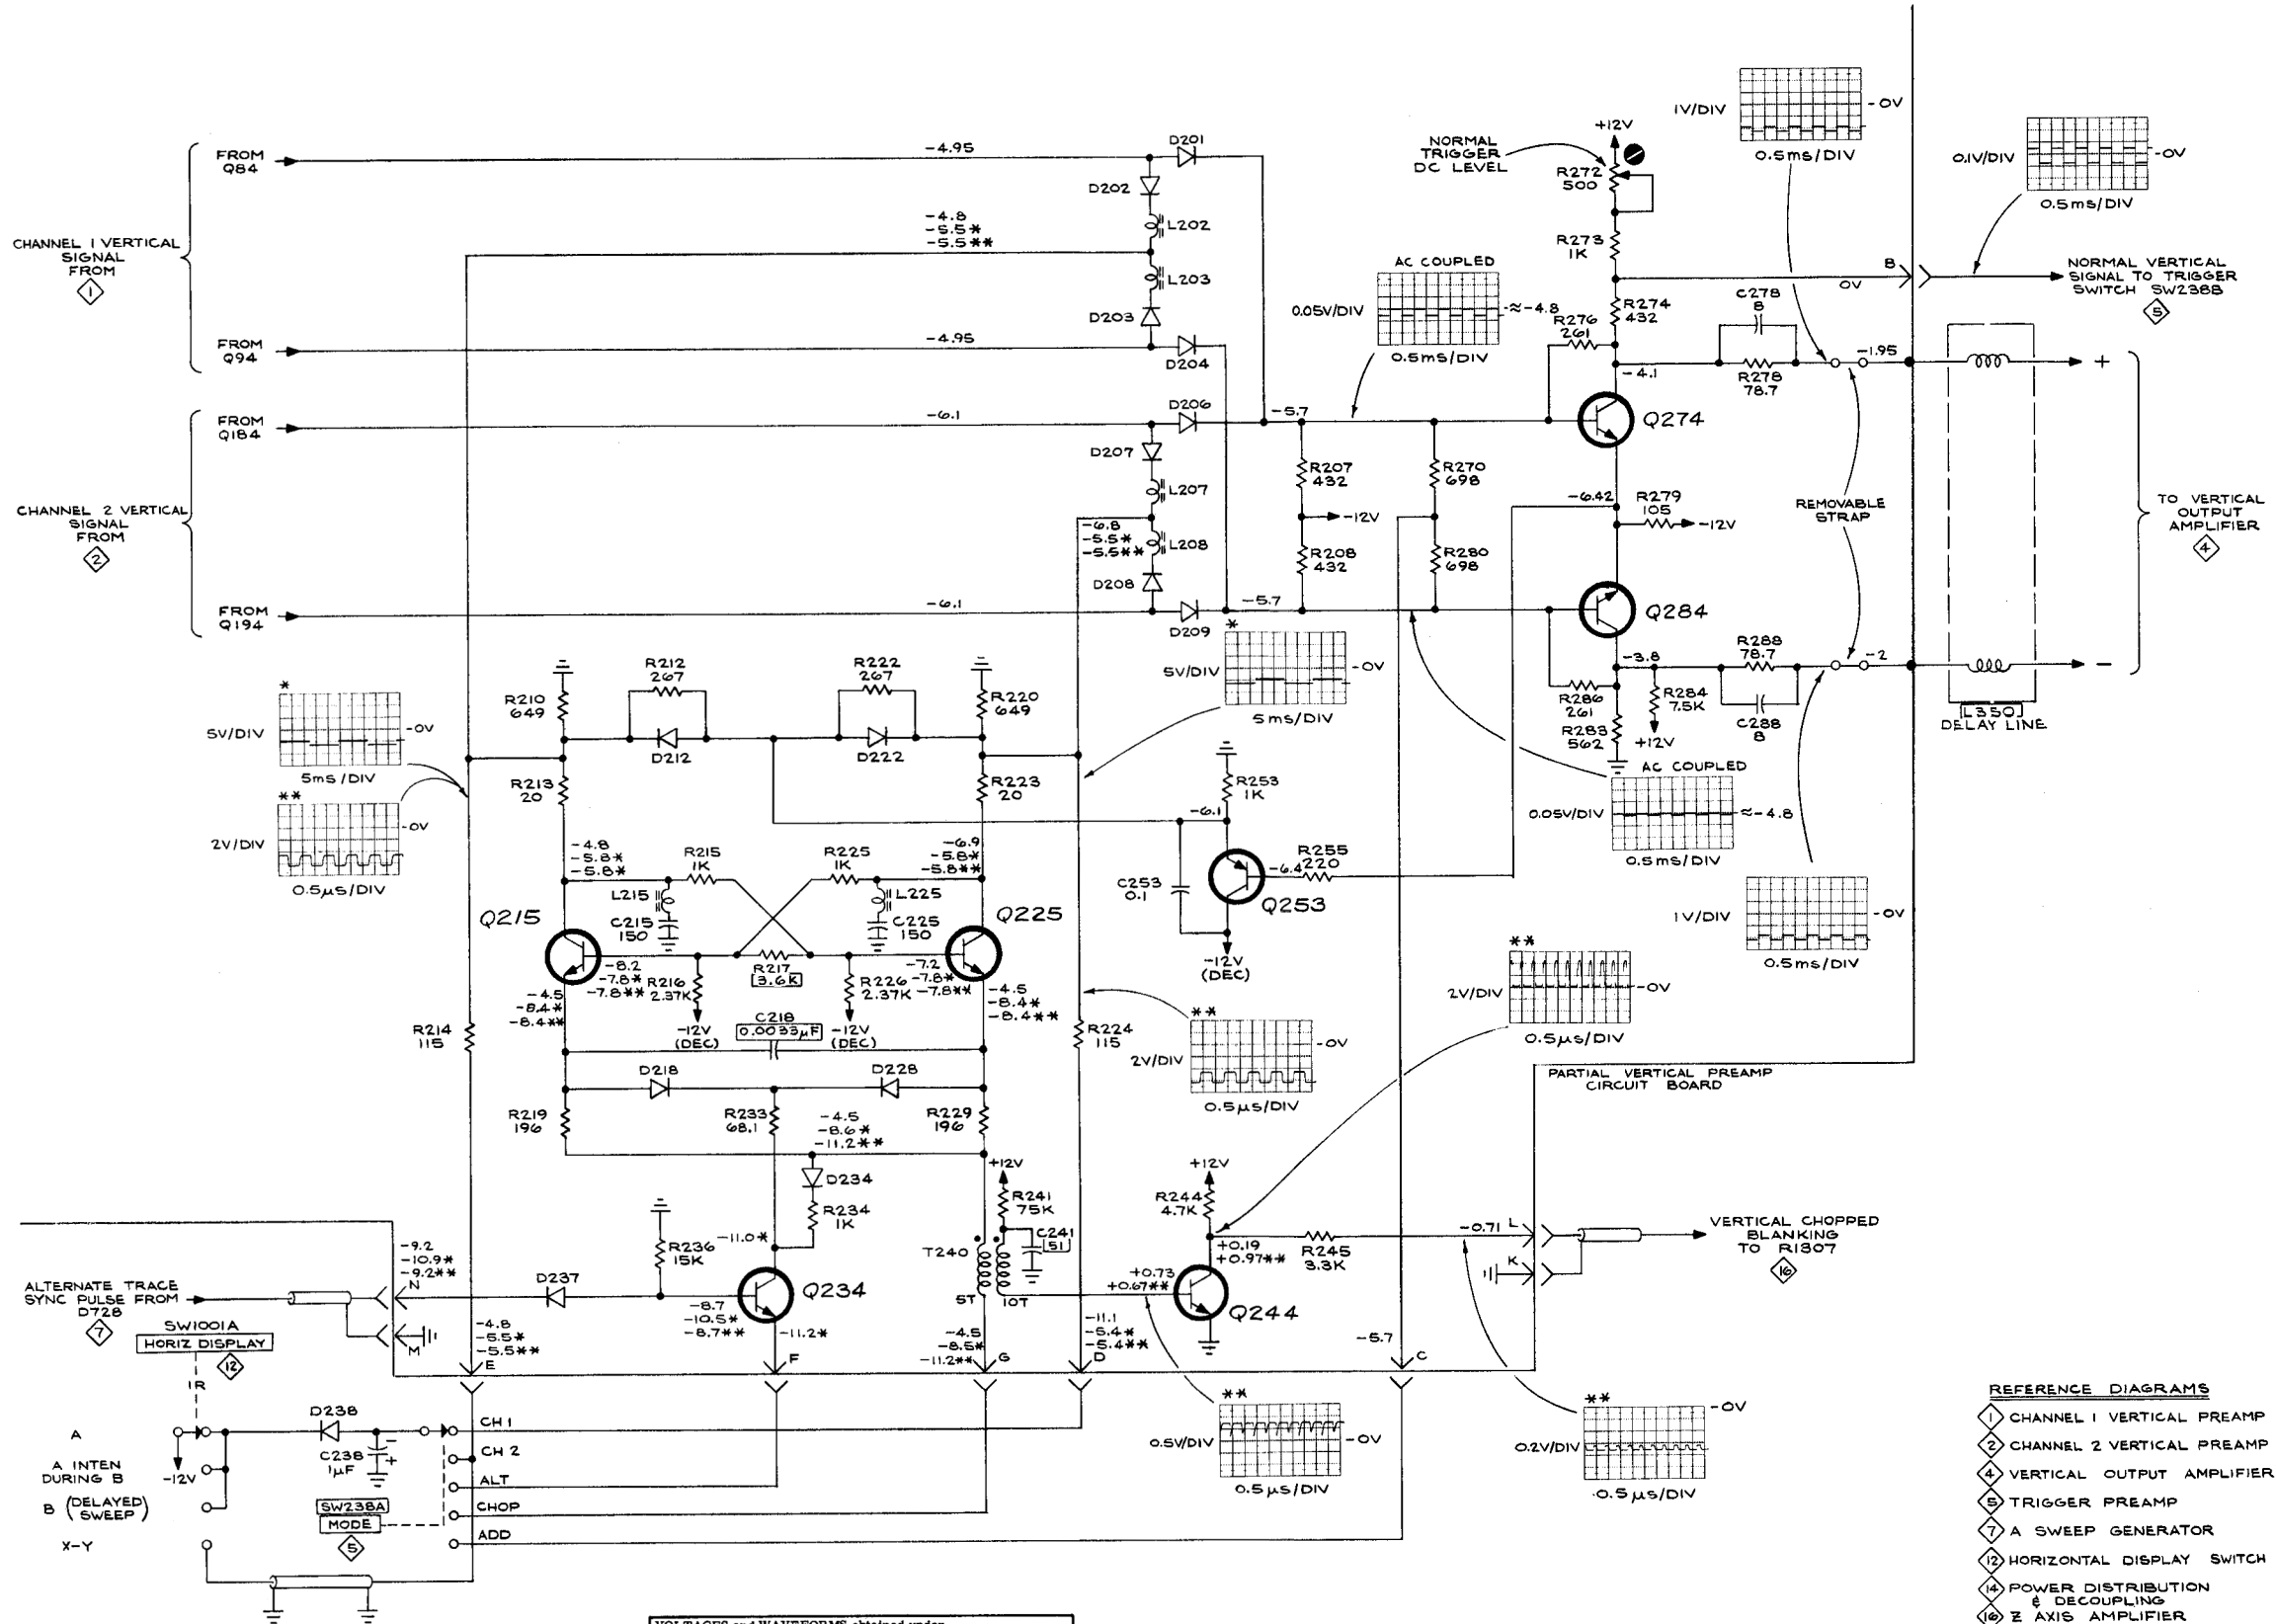 FROM
Q84
-4.95
D201
D202
-4.8
-5.5*
-5.5**
L202
L203
D203
CHANNEL 1 VERTICAL
SIGNAL
FROM
1
FROM
Q94
-4.95
D204
FROM
Q184
-6.1
D206
-5.7
D207
L207
-6.8
-5.5*
-5.5**
L208
D208
CHANNEL 2 VERTICAL
SIGNAL
FROM
2
FROM
Q194
-6.1
D209
-5.7
NORMAL
TRIGGER
DC LEVEL
+12V
R272
500
R273
1K
1V/DIV
-0V
0.5ms/DIV
0.1V/DIV
-0V
0.5ms/DIV
B
0V
NORMAL VERTICAL
SIGNAL TO TRIGGER
SWITCH SW238B
5
AC COUPLED
0.05V/DIV
≈-4.8
0.5ms/DIV
R276
261
R274
432
C278
8
R278
78.7
-4.1
-1.95
+
Q274
R207
432
R270
698
-12V
R208
432
R280
698
-6.42
R279
105
-12V
REMOVABLE
STRAP
TO VERTICAL
OUTPUT
AMPLIFIER
4
Q284
-3.8
R288
78.7
-2
-
R286
261
R284
7.5K
C288
8
R283
562
+12V
L350
DELAY LINE
*
5V/DIV
-0V
5ms/DIV
AC COUPLED
0.05V/DIV
≈-4.8
0.5ms/DIV
1V/DIV
-0V
0.5ms/DIV
*
5V/DIV
-0V
5ms/DIV
**
2V/DIV
-0V
0.5µs/DIV
R210
649
R212
267
R222
267
R220
649
D212
D222
R213
20
R223
20
R253
1K
-6.1
-4.8
-5.8*
-5.8*
R215
1K
R225
1K
-6.9
-5.8*
-5.8**
L215
L225
C215
150
C225
150
C253
0.1
R255
220
-6.4
Q253
-12V
(DEC)
Q215
Q225
-8.2
-7.8*
-7.8**
R216
2.37K
R217
3.6K
R226
2.37K
-7.2
-7.8*
-7.8**
-4.5
-8.4*
-8.4**
-4.5
-8.4*
-8.4**
-12V
(DEC)
C218
0.0033µF
-12V
(DEC)
R214
115
R224
115
**
2V/DIV
-0V
0.5µs/DIV
**
2V/DIV
-0V
0.5µs/DIV
PARTIAL VERTICAL PREAMP
CIRCUIT BOARD
D218
D228
R219
196
R233
68.1
-4.5
-8.6*
-11.2**
R229
196
D234
R234
1K
+12V
R241
75K
C241
51
T240
5T
10T
+12V
R244
4.7K
+0.19
+0.97**
R245
3.3K
-0.71
L
K
VERTICAL CHOPPED
BLANKING
TO R1307
16
+0.73
+0.67**
Q244
-9.2
-10.9*
-9.2**
N
M
ALTERNATE TRACE
SYNC PULSE FROM
D728
7
D237
R236
15K
-11.0*
Q234
-8.7
-10.5*
-8.7**
-11.2*
-4.8
-5.5*
-5.5**
E
F
-4.5
-8.5*
-11.2**
G
-11.1
-5.4*
-5.4**
D
-5.7
C
SW1001A
HORIZ DISPLAY
12
1R
A
A INTEN
DURING B
B (DELAYED SWEEP)
X-Y
-12V
D238
C238
1µF
-
+
SW238A
MODE
5
CH 1
CH 2
ALT
CHOP
ADD
**
0.5V/DIV
-0V
0.5µs/DIV
**
0.2V/DIV
-0V
0.5µs/DIV
REFERENCE DIAGRAMS
1 CHANNEL 1 VERTICAL PREAMP
2 CHANNEL 2 VERTICAL PREAMP
4 VERTICAL OUTPUT AMPLIFIER
5 TRIGGER PREAMP
7 A SWEEP GENERATOR
12 HORIZONTAL DISPLAY SWITCH
14 POWER DISTRIBUTION
& DECOUPLING
16 Z AXIS AMPLIFIER
VOLTAGES and WAVEFORMS obtained under